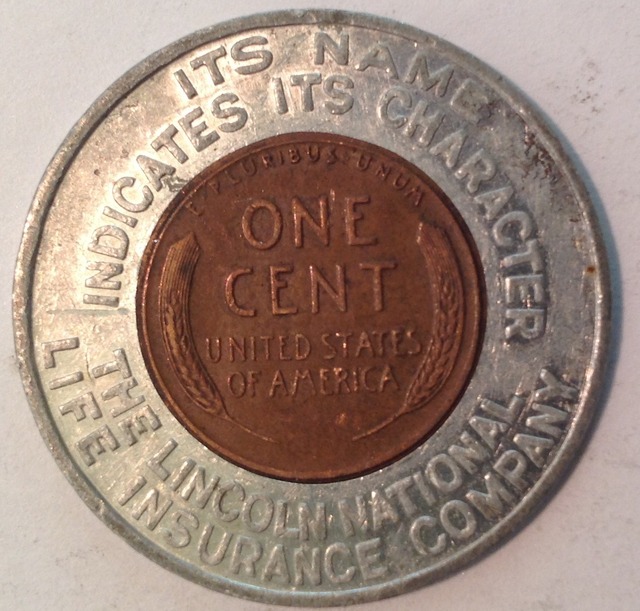 ITS NAME
INDICATES ITS CHARACTER
E·PLURIBUS·UNUM
ONE
CENT
UNITED STATES
OF AMERICA
THE LINCOLN NATIONAL
LIFE INSURANCE COMPANY